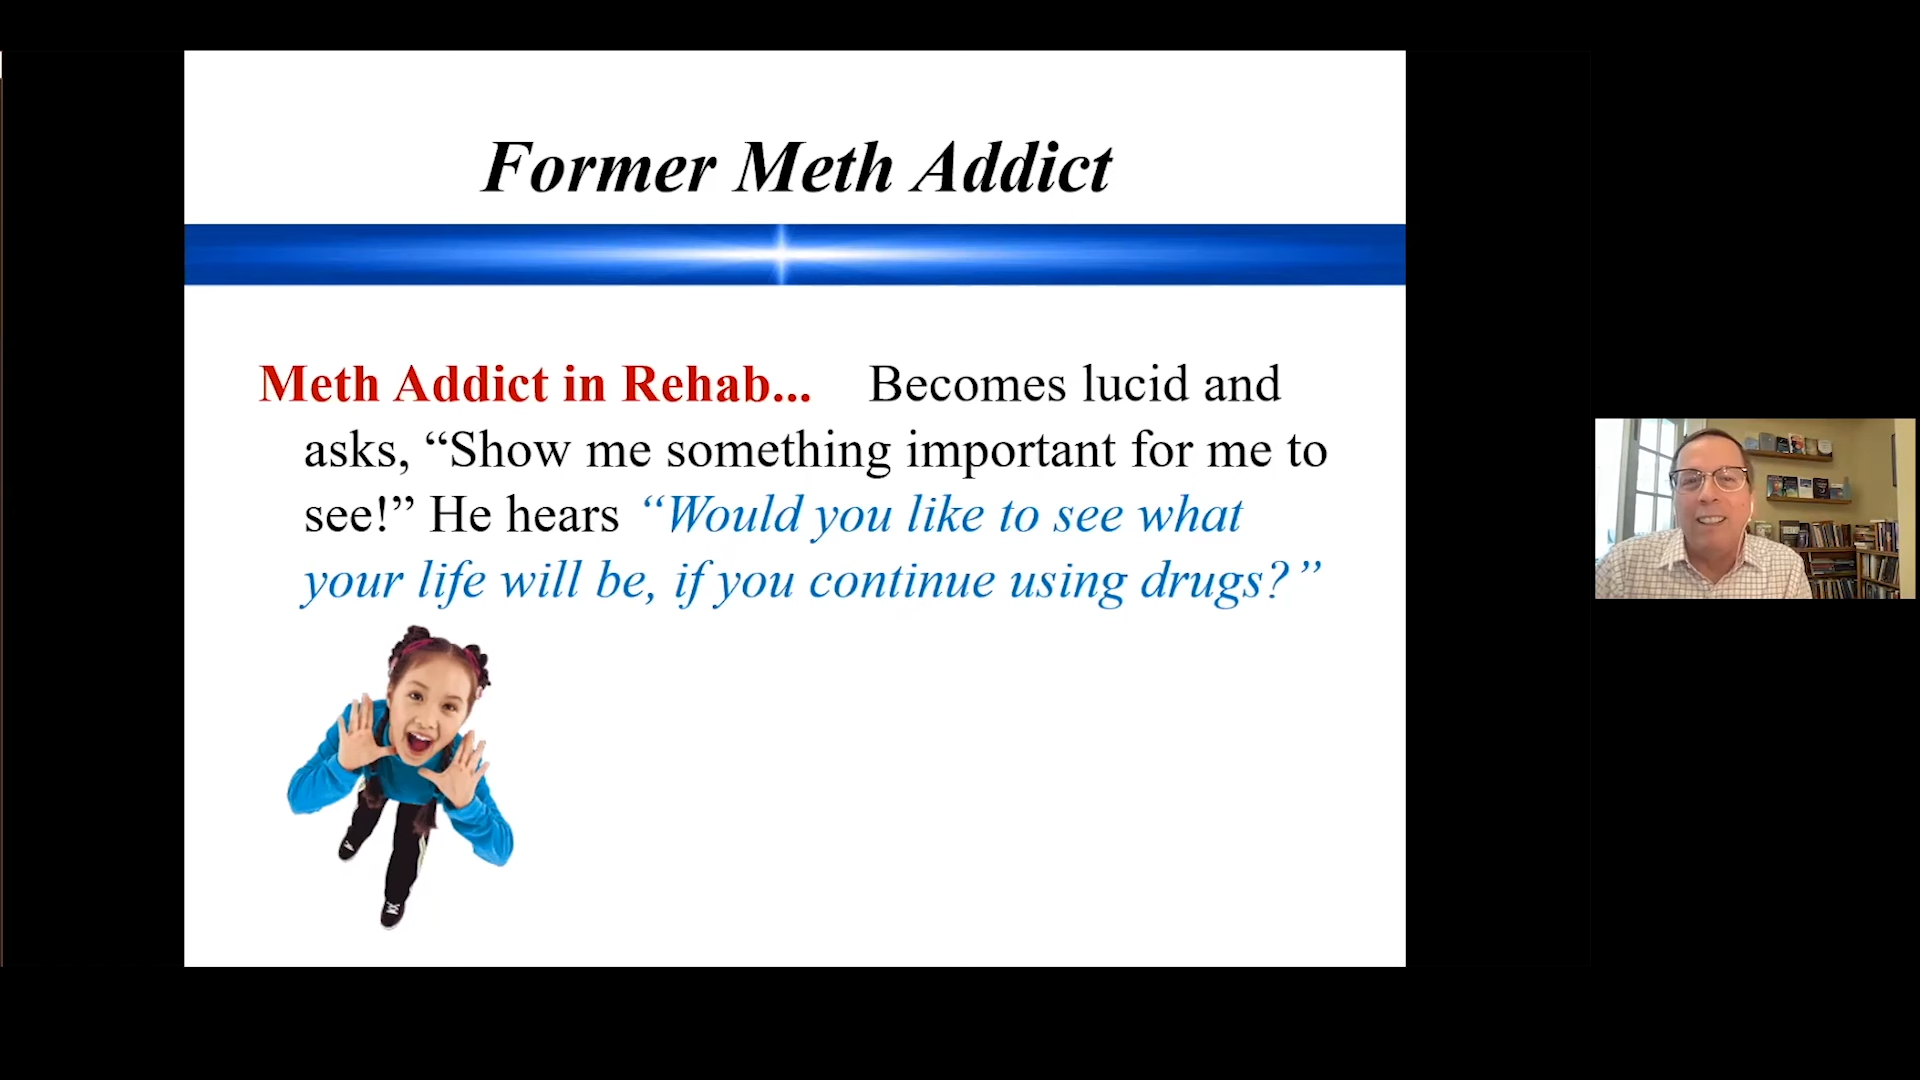 Former Meth Addict
Meth Addict in Rehab... Becomes lucid and
asks, “Show me something important for me to
see!” He hears “Would you like to see what
your life will be, if you continue using drugs?”